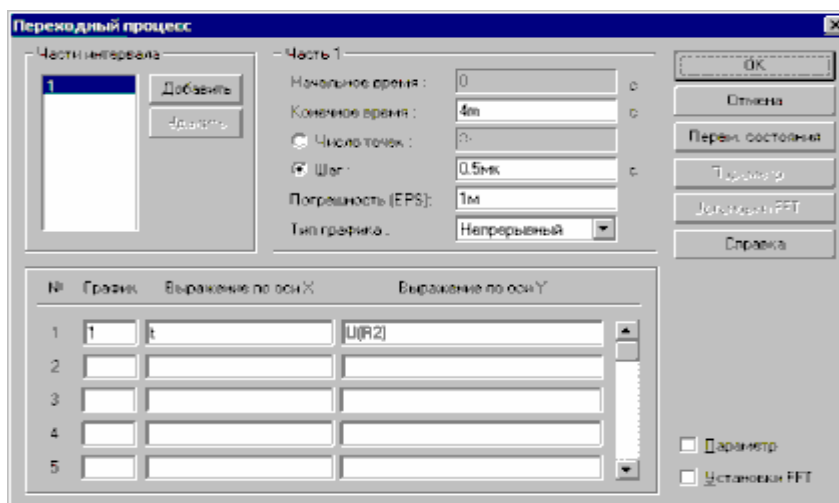 Переходный процесс
Части интервала
1
Добавить
Удалить
Часть 1
Начальное время : 0 с
Конечное время : 4m с
Число точек :
Шаг : 0.5мк с
Погрешность (EPS): 1м
Тип графика : Непрерывный
OK
Отмена
Перем. состояния
Параметр
Установки FFT
Справка
№ График Выражение по оси X Выражение по оси Y
1 1 t U(R2)
2
3
4
5
Параметр
Установки FFT